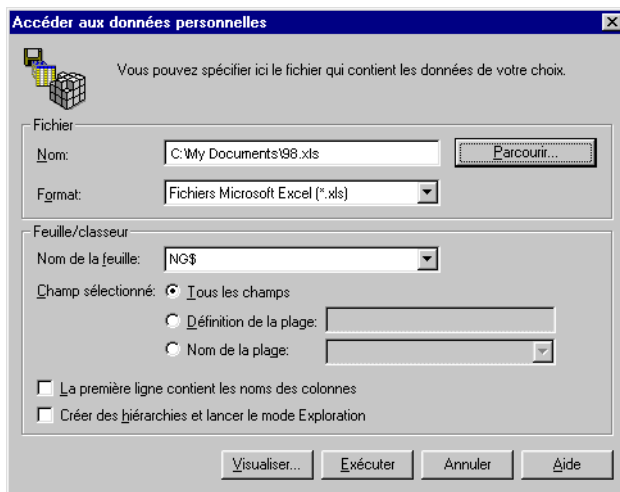 Accéder aux données personnelles
Vous pouvez spécifier ici le fichier qui contient les données de votre choix.
Fichier
Nom: C:\My Documents\98.xls Parcourir...
Format: Fichiers Microsoft Excel (*.xls)
Feuille/classeur
Nom de la feuille: NG$
Champ sélectionné: Tous les champs
Définition de la plage:
Nom de la plage:
La première ligne contient les noms des colonnes
Créer des hiérarchies et lancer le mode Exploration
Visualiser... Exécuter Annuler Aide